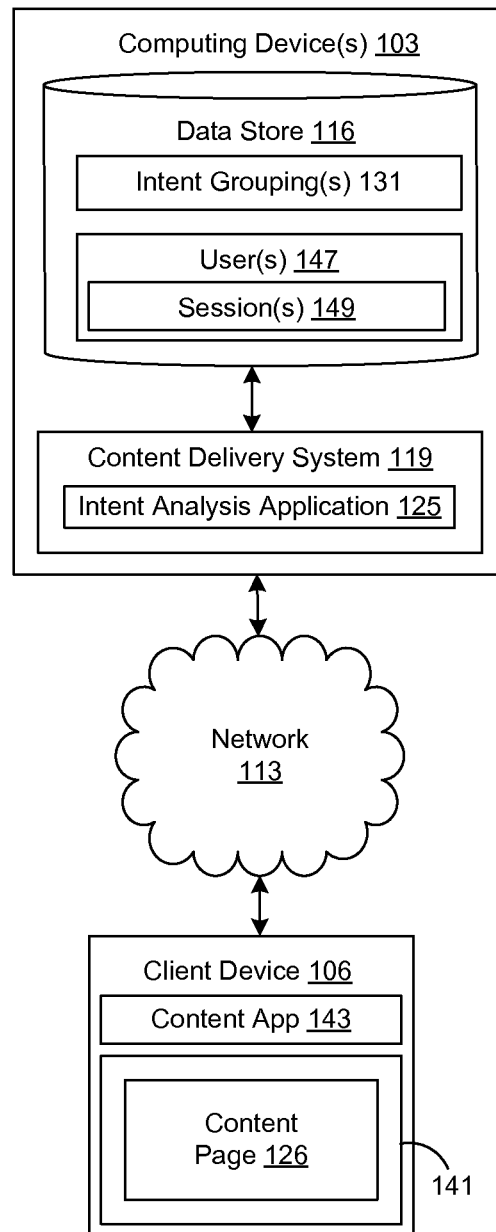 Computing Device(s) 103
Data Store 116
Intent Grouping(s) 131
User(s) 147
Session(s) 149
Content Delivery System 119
Intent Analysis Application 125
Network
113
Client Device 106
Content App 143
Content
Page 126
141